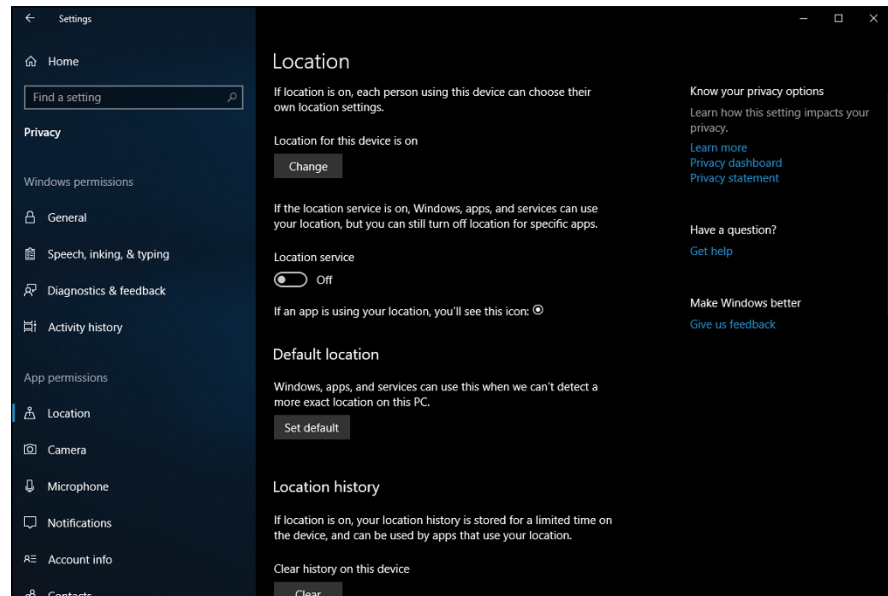 Settings
Home
Find a setting
Privacy
Windows permissions
General
Speech, inking, & typing
Diagnostics & feedback
Activity history
App permissions
Location
Camera
Microphone
Notifications
Account info
Contacts
Location
If location is on, each person using this device can choose their
own location settings.
Location for this device is on
Change
If the location service is on, Windows, apps, and services can use
your location, but you can still turn off location for specific apps.
Location service
Off
If an app is using your location, you'll see this icon:
Default location
Windows, apps, and services can use this when we can't detect a
more exact location on this PC.
Set default
Location history
If location is on, your location history is stored for a limited time on
the device, and can be used by apps that use your location.
Clear history on this device
Clear
Know your privacy options
Learn how this setting impacts your
privacy.
Learn more
Privacy dashboard
Privacy statement
Have a question?
Get help
Make Windows better
Give us feedback